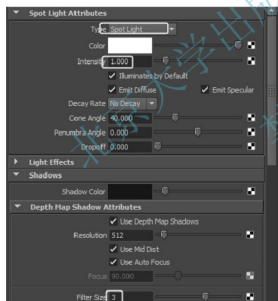 Spot Light Attributes
Type Spot Light
Color
Intensity 1.000
Illuminates by Default
Emit Diffuse Emit Specular
Decay Rate No Decay
Cone Angle 40.000
Penumbra Angle 0.000
Dropoff 0.000
Light Effects
Shadows
Shadow Color
Depth Map Shadow Attributes
Use Depth Map Shadows
Resolution 512
Use Mid Dist
Use Auto Focus
Focus 90.000
Filter Size 3